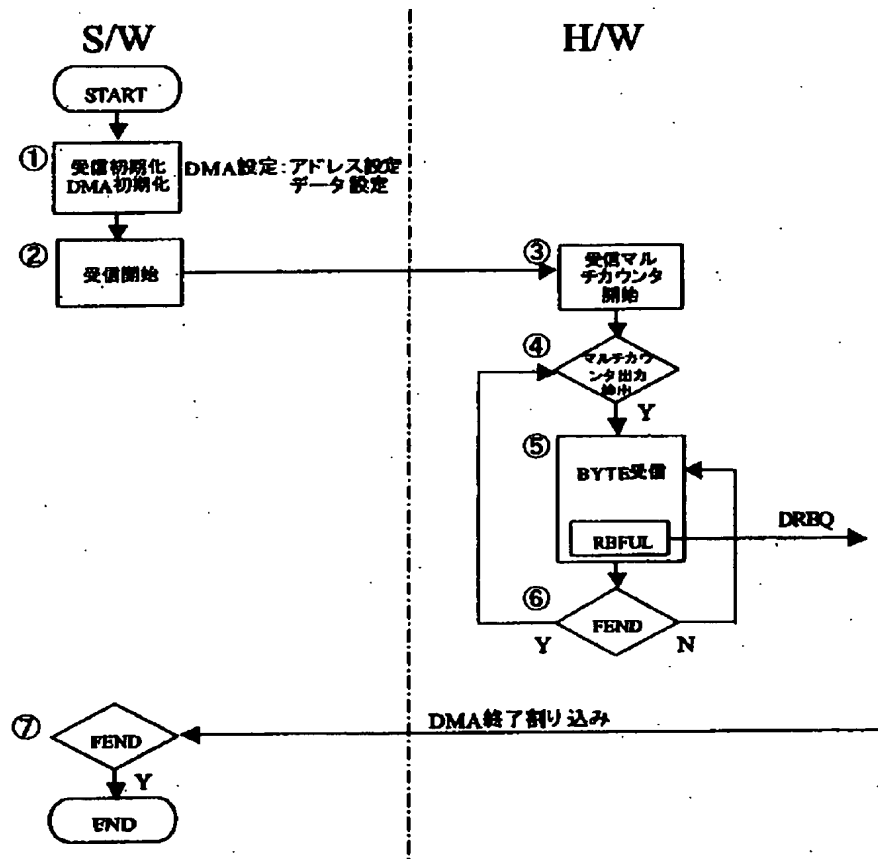 S/W
H/W
START
①
受信初期化
DMA初期化
DMA設定:アドレス設定
データ設定
②
受信開始
③
受信マル
チカウンタ
開始
④
マルチカウ
ンタ出力
検出
Y
⑤
BYTE受信
RBFUL
DREQ
⑥
FEND
Y
N
DMA終了割り込み
⑦
FEND
Y
END